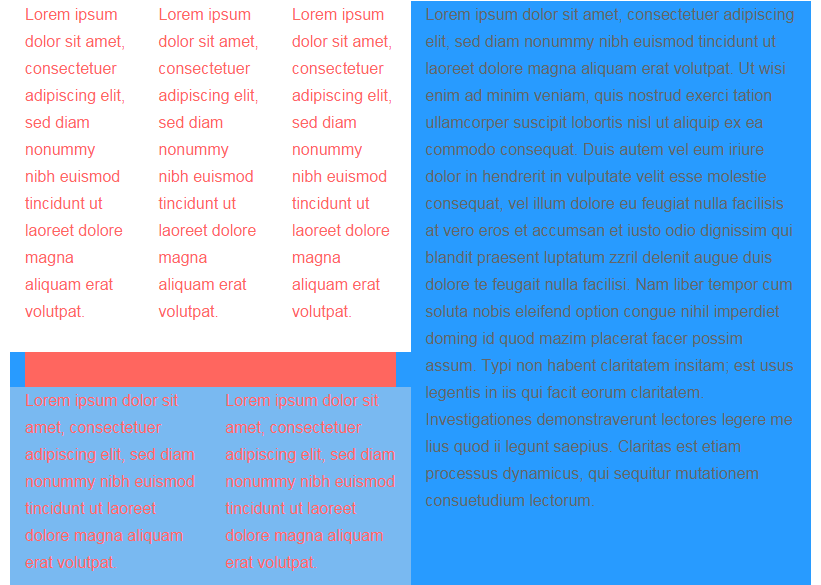 Lorem ipsum
dolor sit amet,
consectetuer
adipiscing elit,
sed diam
nonummy
nibh euismod
tincidunt ut
laoreet dolore
magna
aliquam erat
volutpat.
Lorem ipsum
dolor sit amet,
consectetuer
adipiscing elit,
sed diam
nonummy
nibh euismod
tincidunt ut
laoreet dolore
magna
aliquam erat
volutpat.
Lorem ipsum
dolor sit amet,
consectetuer
adipiscing elit,
sed diam
nonummy
nibh euismod
tincidunt ut
laoreet dolore
magna
aliquam erat
volutpat.
Lorem ipsum dolor sit
amet, consectetuer
adipiscing elit, sed diam
nonummy nibh euismod
tincidunt ut laoreet
dolore magna aliquam
erat volutpat
Lorem ipsum dolor sit
amet, consectetuer
adipiscing elit, sed diam
nonummy nibh euismod
tincidunt ut laoreet
dolore magna aliquam
erat volutpat
Lorem ipsum dolor sit amet, consectetuer adipiscing
elit, sed diam nonummy nibh euismod tincidunt ut
laoreet dolore magna aliquam erat volutpat. Ut wisi
enim ad minim veniam, quis nostrud exerci tation
ullamcorper suscipit lobortis nisl ut aliquip ex ea
commodo consequat. Duis autem vel eum iriure
dolor in hendrerit in vulputate velit esse molestie
consequat, vel illum dolore eu feugiat nulla facilisis
at vero eros et accumsan et iusto odio dignissim qui
blandit praesent luptatum zzril delenit augue duis
dolore te feugait nulla facilisi. Nam liber tempor cum
soluta nobis eleifend option congue nihil imperdiet
doming id quod mazim placerat facer possim
assum. Typi non habent claritatem insitam; est usus
legentis in iis qui facit eorum claritatem.
Investigationes demonstraverunt lectores legere me
lius quod ii legunt saepius. Claritas est etiam
processus dynamicus, qui sequitur mutationem
consuetudium lectorum.